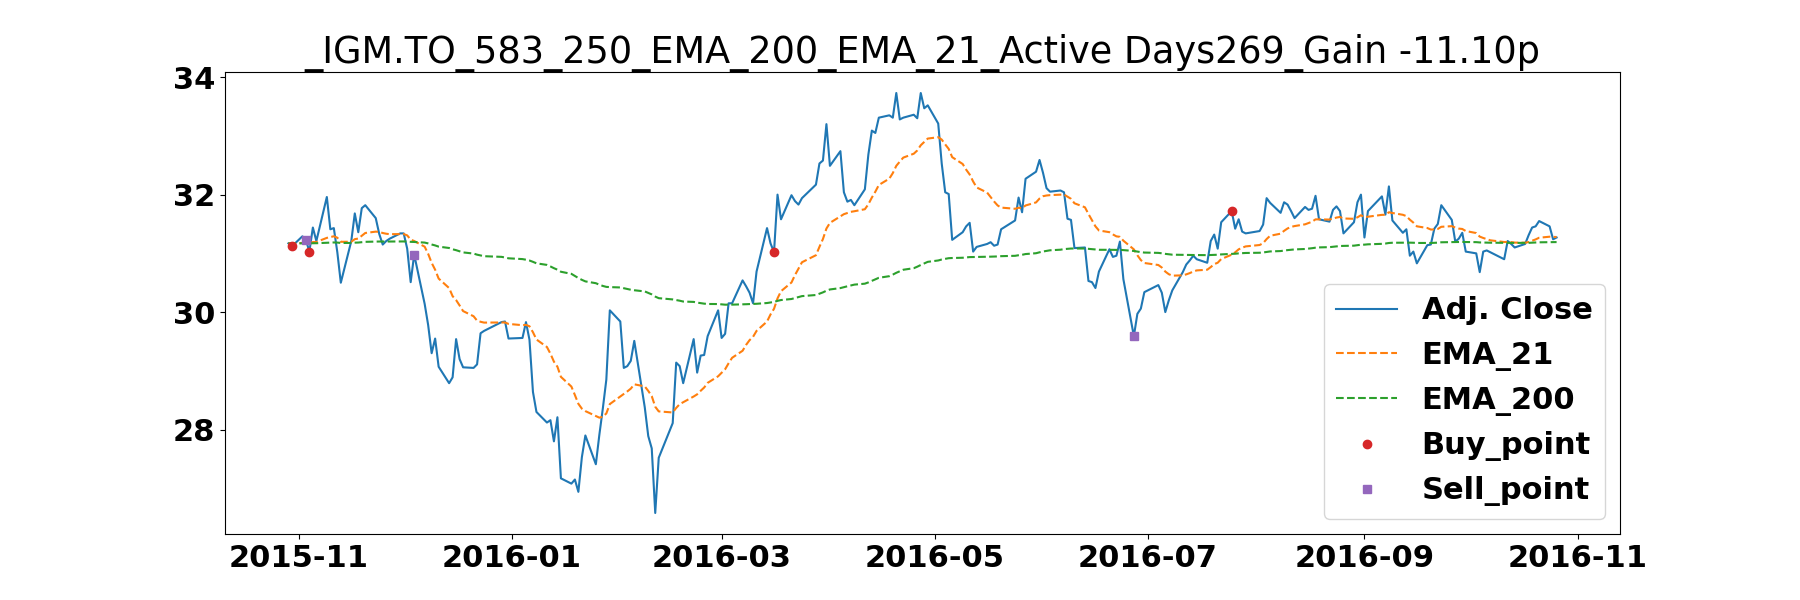 _IGM.TO_583_250_EMA_200_EMA_21_Active Days269_Gain -11.10p
34
32
30
28
Adj. Close
EMA_21
EMA_200
Buy_point
Sell_point
2015-11 2016-01 2016-03 2016-05 2016-07 2016-09 2016-11